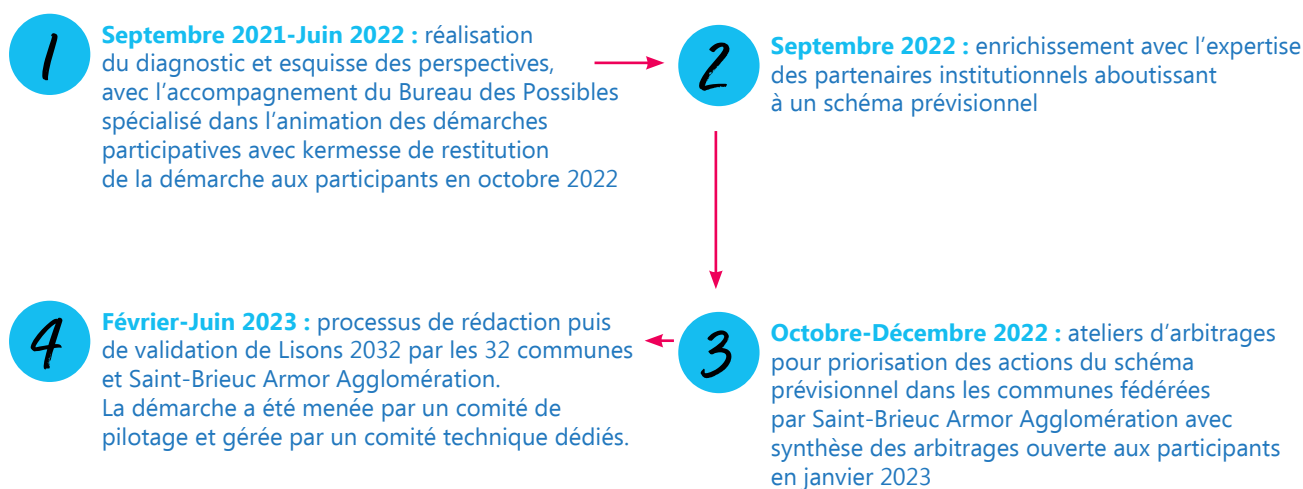 1
Septembre 2021-Juin 2022 : réalisation
du diagnostic et esquisse des perspectives,
avec l’accompagnement du Bureau des Possibles
spécialisé dans l’animation des démarches
participatives avec kermesse de restitution
de la démarche aux participants en octobre 2022
2
Septembre 2022 : enrichissement avec l’expertise
des partenaires institutionnels aboutissant
à un schéma prévisionnel
3
Octobre-Décembre 2022 : ateliers d’arbitrages
pour priorisation des actions du schéma
prévisionnel dans les communes fédérées
par Saint-Brieuc Armor Agglomération avec
synthèse des arbitrages ouverte aux participants
en janvier 2023
4
Février-Juin 2023 : processus de rédaction puis
de validation de Lisons 2032 par les 32 communes
et Saint-Brieuc Armor Agglomération.
La démarche a été menée par un comité de
pilotage et gérée par un comité technique dédiés.